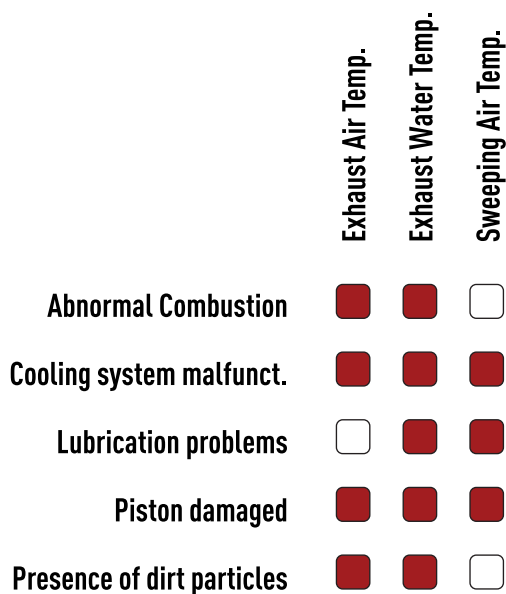 Exhaust Air Temp.
Exhaust Water Temp.
Sweeping Air Temp.
Abnormal Combustion
Cooling system malfunct.
Lubrication problems
Piston damaged
Presence of dirt particles